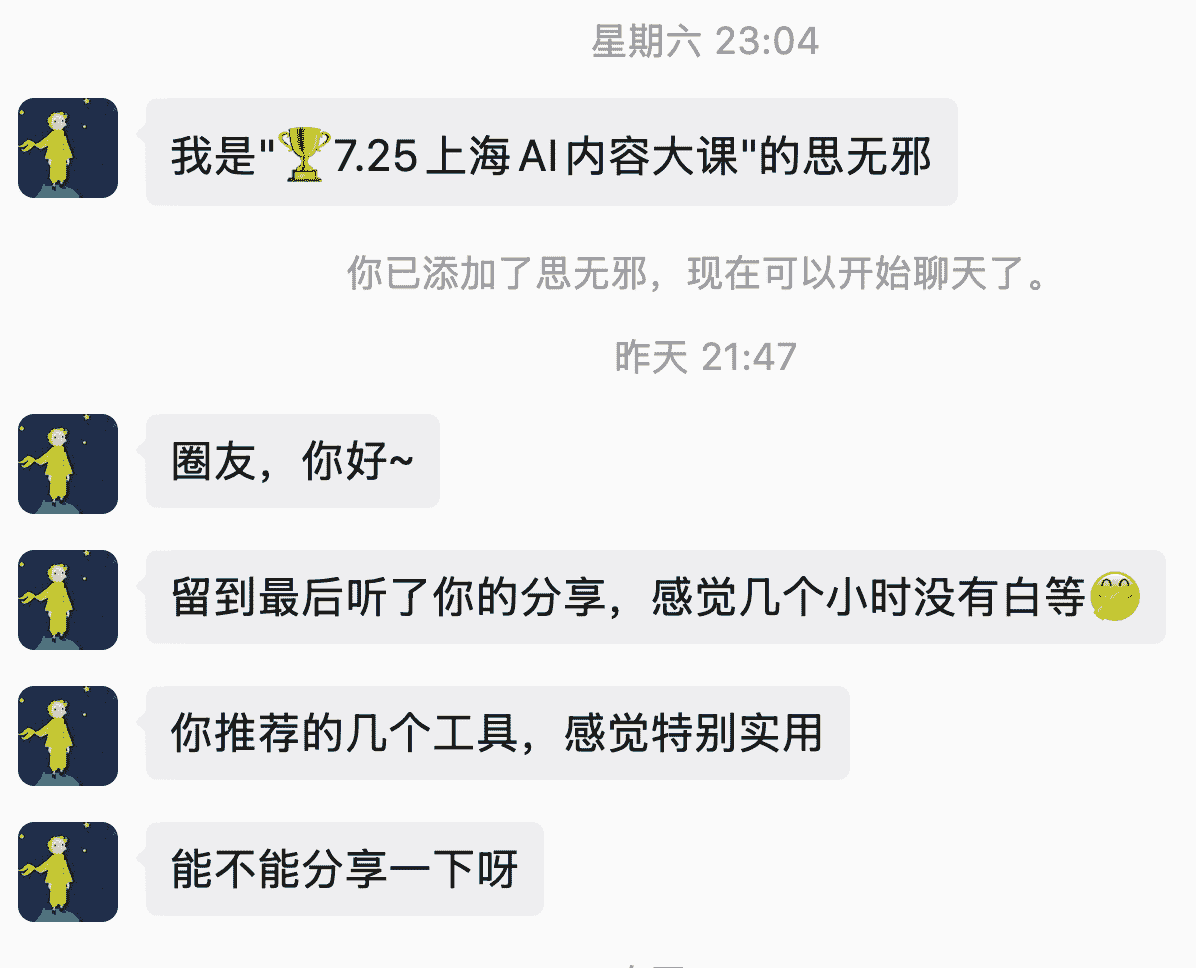 星期六 23:04
我是"🏆7.25上海AI内容大课"的思无邪
你已添加了思无邪，现在可以开始聊天了。
昨天 21:47
圈友，你好~
留到最后听了你的分享，感觉几个小时没有白等
你推荐的几个工具，感觉特别实用
能不能分享一下呀